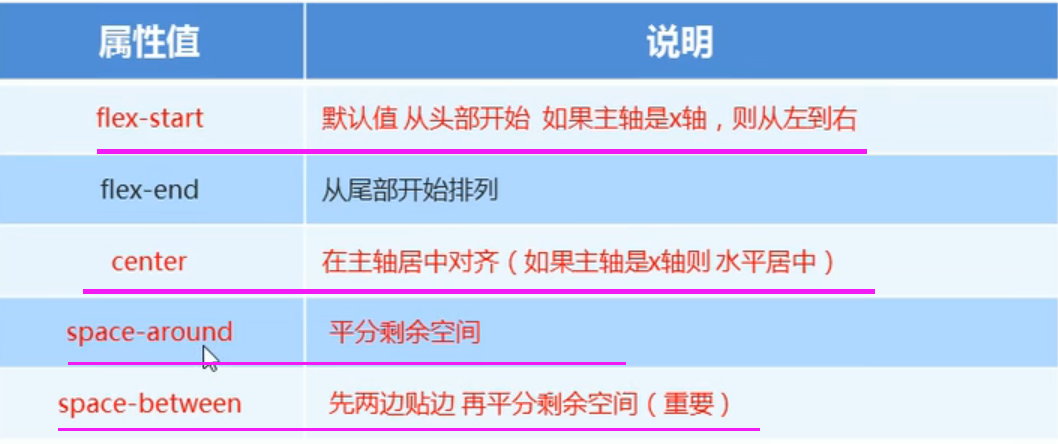 属性值 说明
flex-start 默认值 从头部开始 如果主轴是x轴，则从左到右
flex-end 从尾部开始排列
center 在主轴居中对齐（如果主轴是x轴则 水平居中）
space-around 平分剩余空间
space-between 先两边贴边 再平分剩余空间（重要）